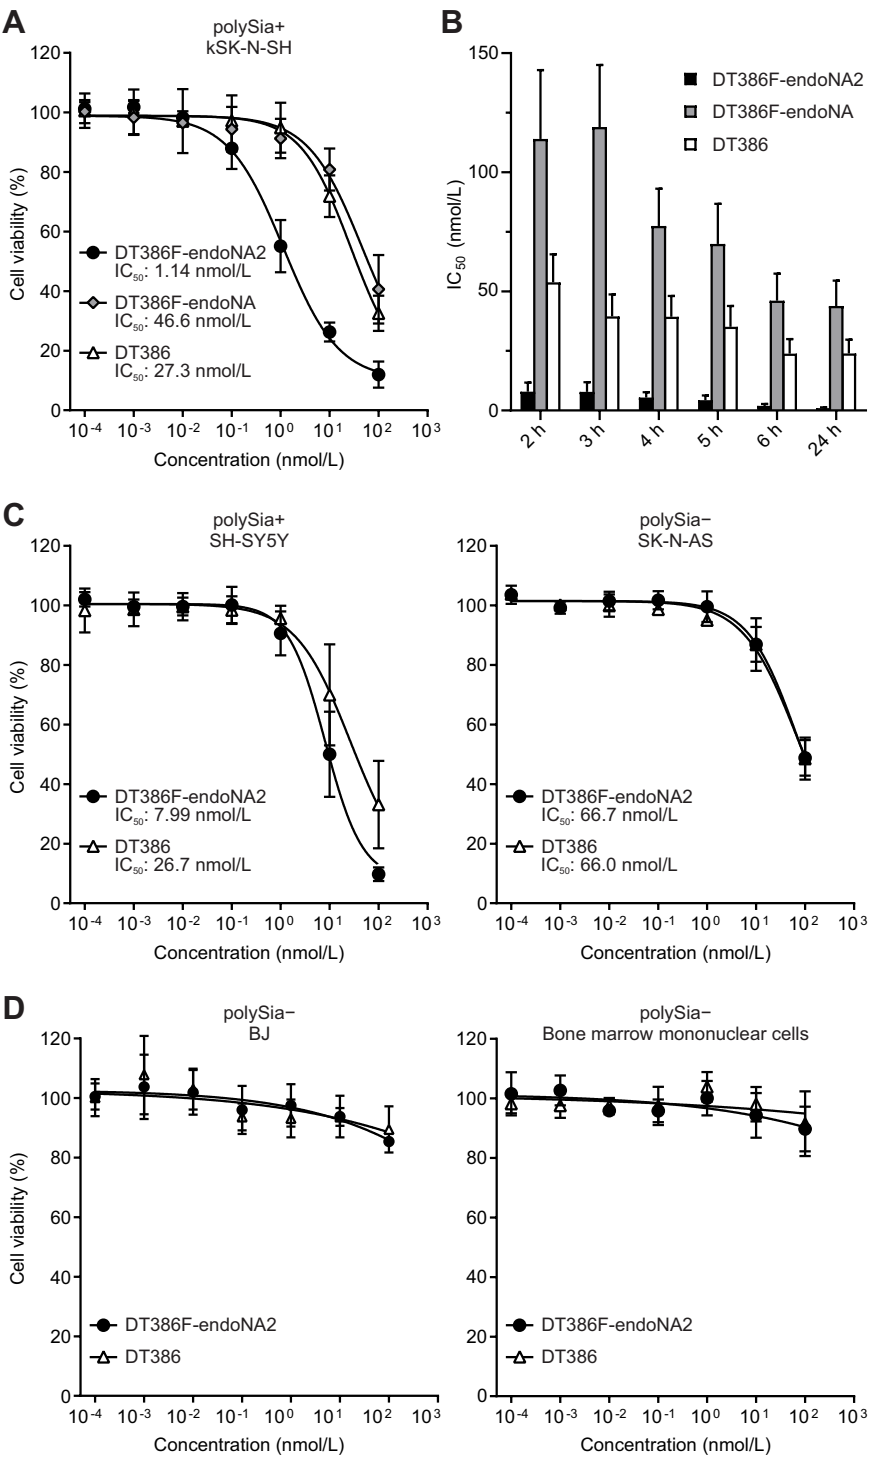 A
polySia+
kSK-N-SH
120
100
80
60
40
20
0
Cell viability (%)
DT386F-endoNA2
IC50: 1.14 nmol/L
DT386F-endoNA
IC50: 46.6 nmol/L
DT386
IC50: 27.3 nmol/L
10-4 10-3 10-2 10-1 100 101 102 103
Concentration (nmol/L)
B
150
100
50
0
IC50 (nmol/L)
DT386F-endoNA2
DT386F-endoNA
DT386
2 h 3 h 4 h 5 h 6 h 24 h
C
polySia+
SH-SY5Y
120
100
80
60
40
20
0
Cell viability (%)
DT386F-endoNA2
IC50: 7.99 nmol/L
DT386
IC50: 26.7 nmol/L
10-4 10-3 10-2 10-1 100 101 102 103
Concentration (nmol/L)
polySia−
SK-N-AS
120
100
80
60
40
20
0
DT386F-endoNA2
IC50: 66.7 nmol/L
DT386
IC50: 66.0 nmol/L
10-4 10-3 10-2 10-1 100 101 102 103
Concentration (nmol/L)
D
polySia−
BJ
120
100
80
60
40
20
0
Cell viability (%)
DT386F-endoNA2
DT386
10-4 10-3 10-2 10-1 100 101 102 103
Concentration (nmol/L)
polySia−
Bone marrow mononuclear cells
120
100
80
60
40
20
0
DT386F-endoNA2
DT386
10-4 10-3 10-2 10-1 100 101 102 103
Concentration (nmol/L)